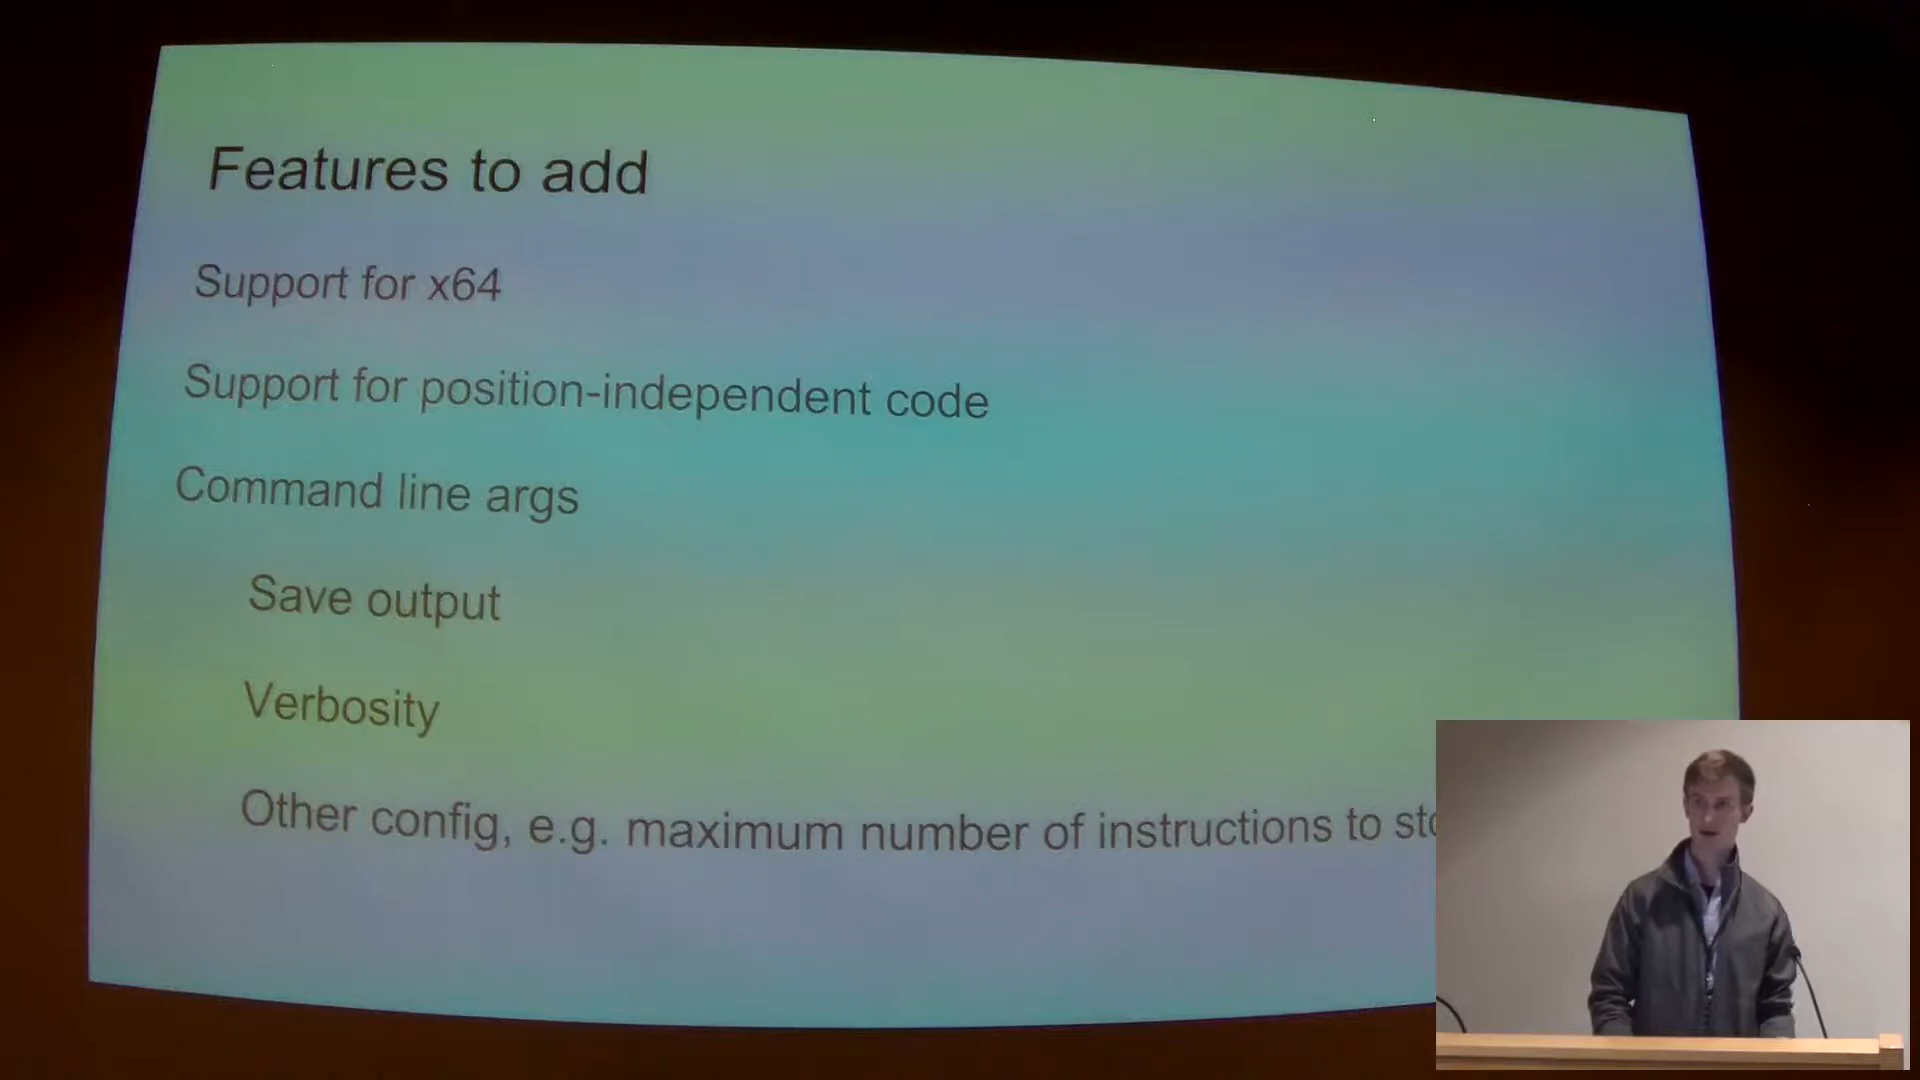 Features to add
Support for x64
Support for position-independent code
Command line args
Save output
Verbosity
Other config, e.g. maximum number of instructions to